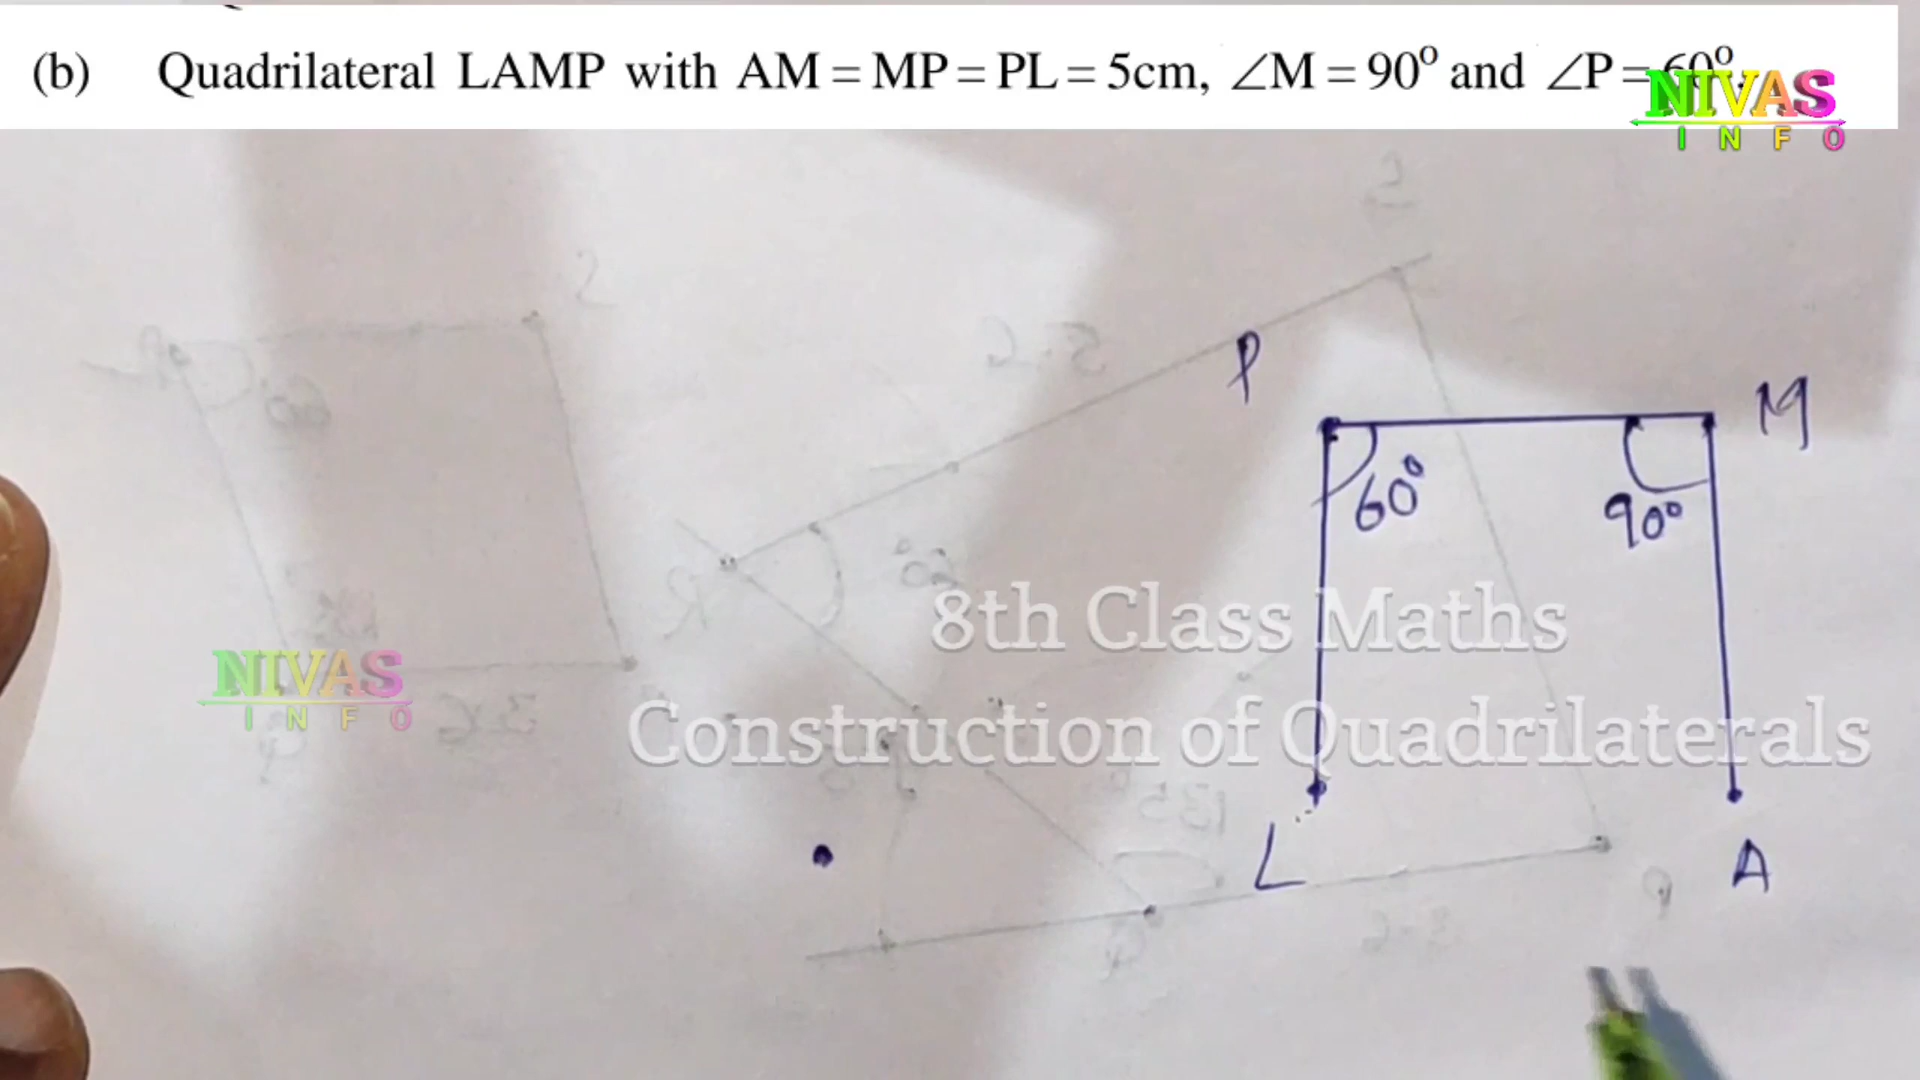 (b) Quadrilateral LAMP with AM = MP = PL = 5cm, ∠M = 90° and ∠P = 60°.
NIVAS
INFO
P
M
60°
90°
8th Class Maths
NIVAS
INFO
Construction of Quadrilaterals
L
A